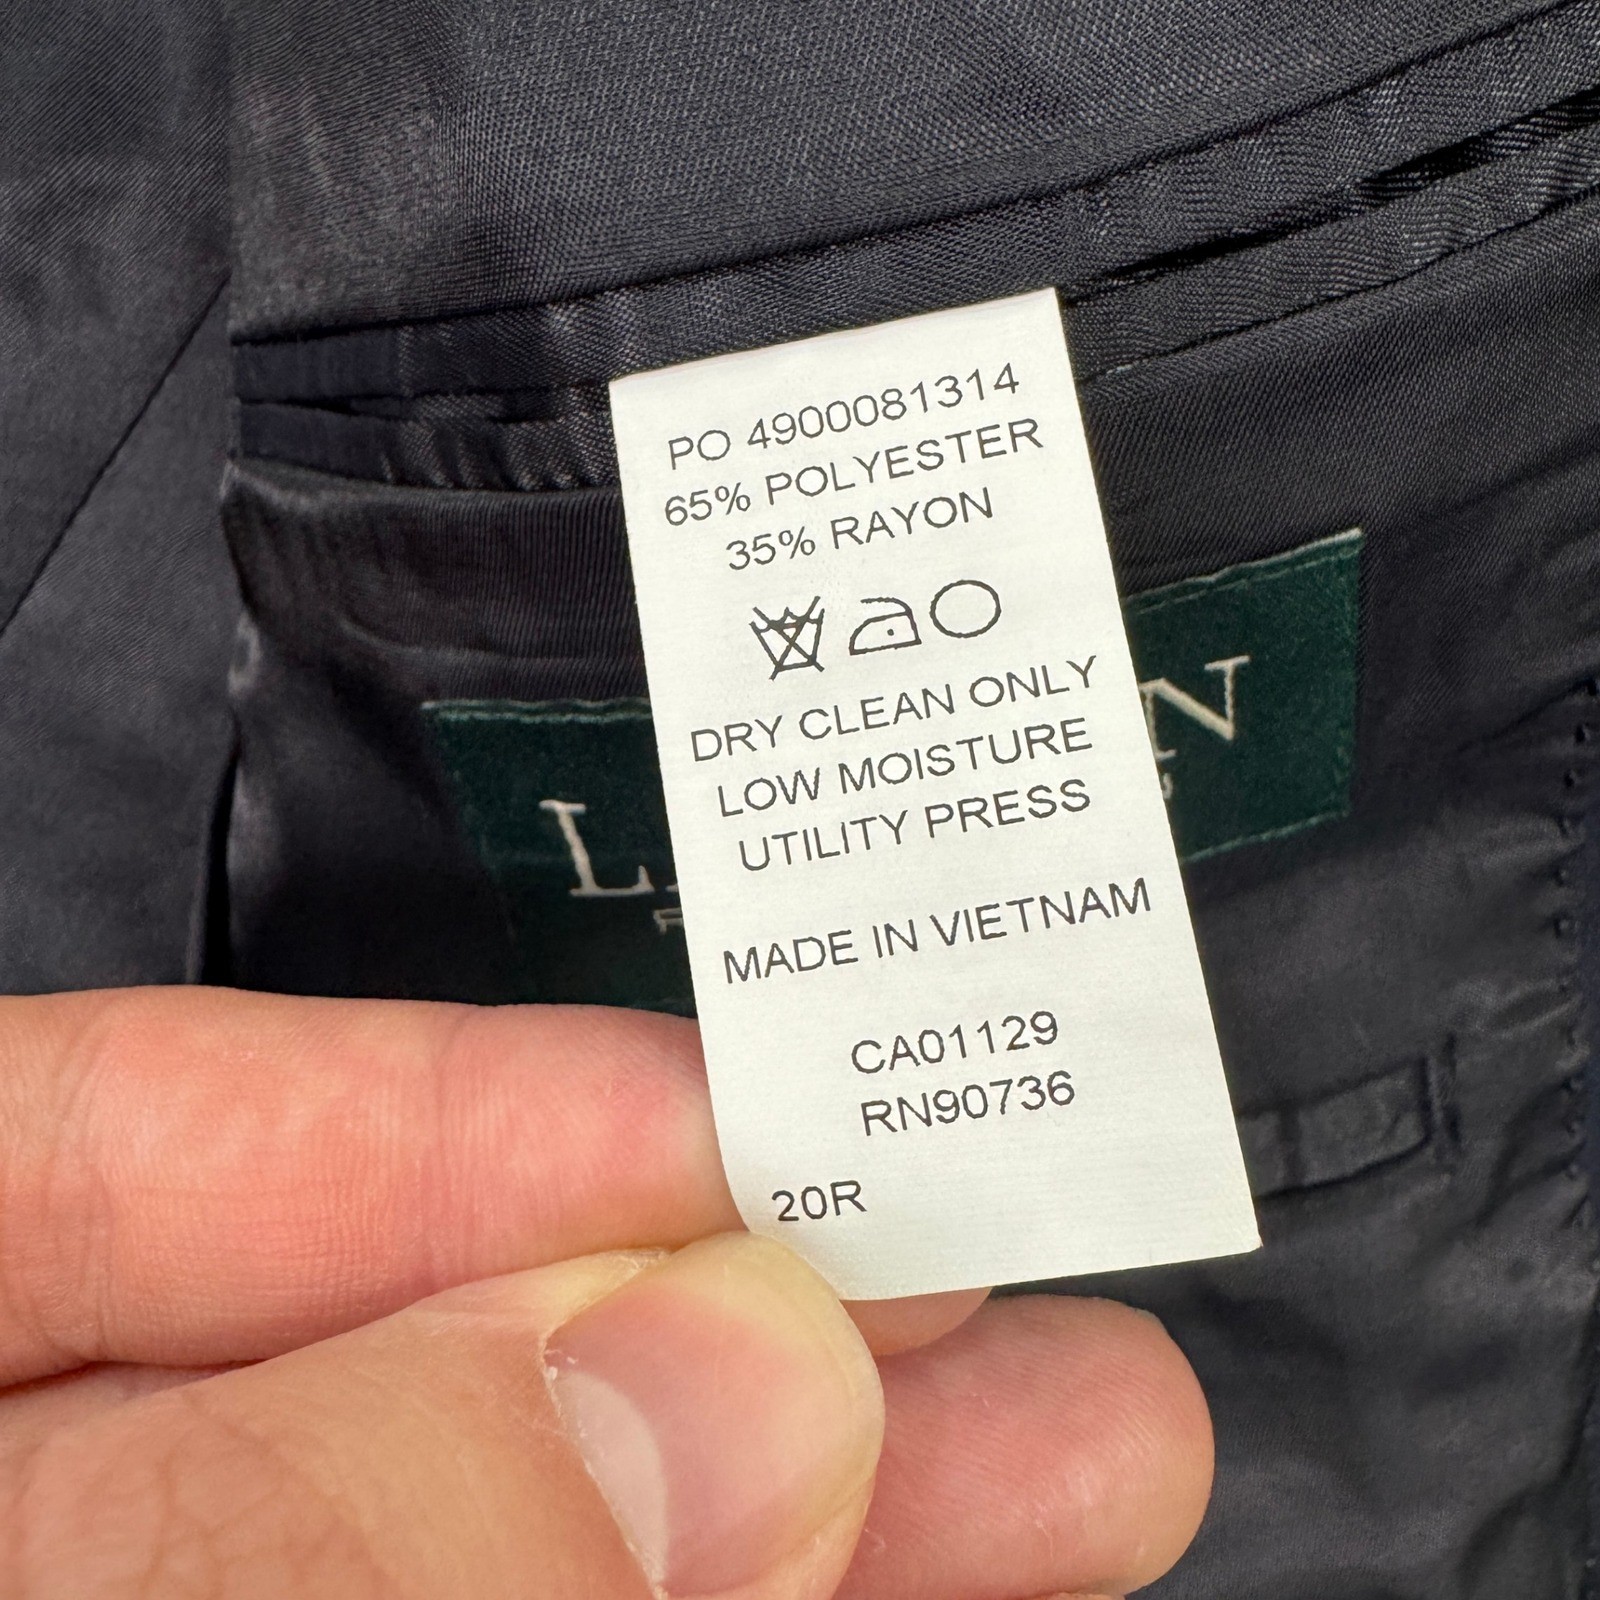 PO 4900081314
65% POLYESTER
35% RAYON
DRY CLEAN ONLY
LOW MOISTURE
UTILITY PRESS
MADE IN VIETNAM
CA01129
RN90736
20R